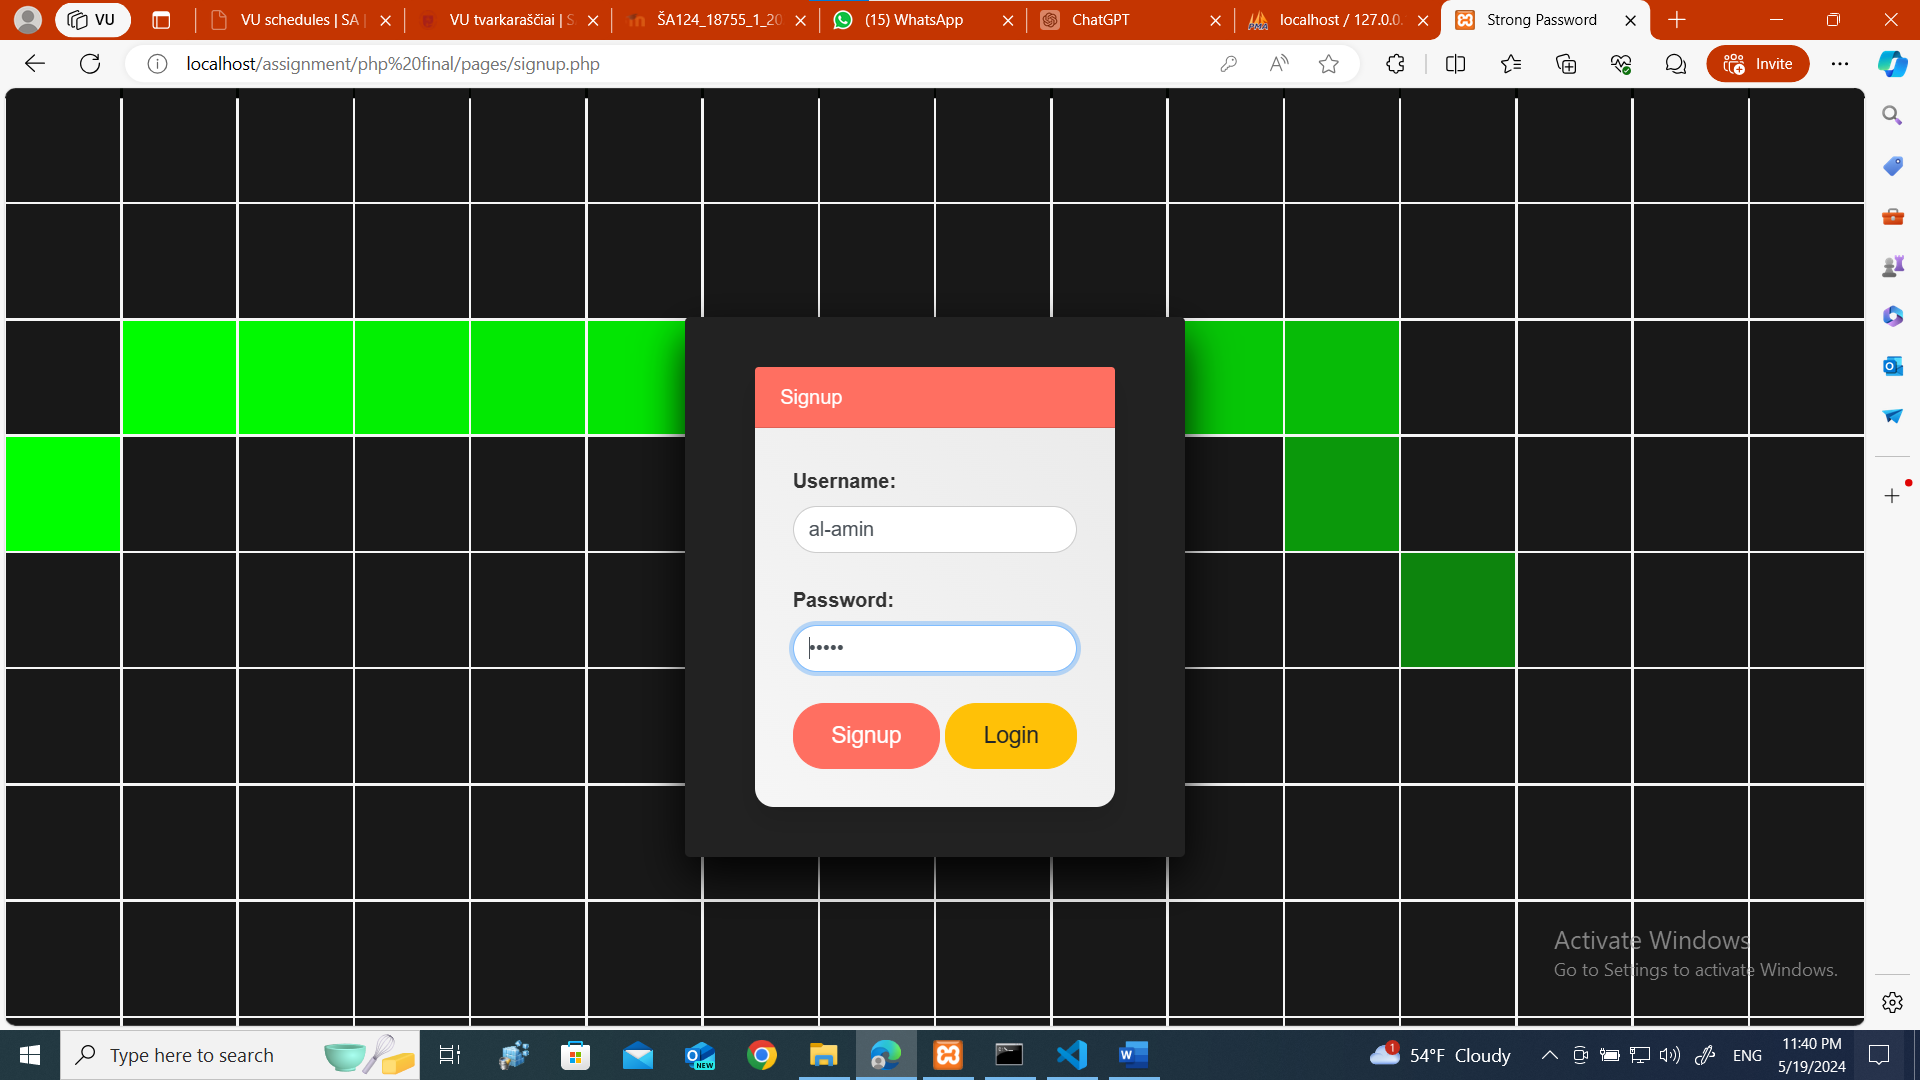 VU
VU schedules | SA |
VU tvarkaraščiai | S
ŠA124_18755_1_20
(15) WhatsApp
ChatGPT
localhost / 127.0.0.
Strong Password
localhost/assignment/php%20final/pages/signup.php
Invite
Signup
Username:
al-amin
Password:
•••••
Signup
Login
Activate Windows
Go to Settings to activate Windows.
Type here to search
NEW
1
54°F Cloudy
ENG
11:40 PM
5/19/2024